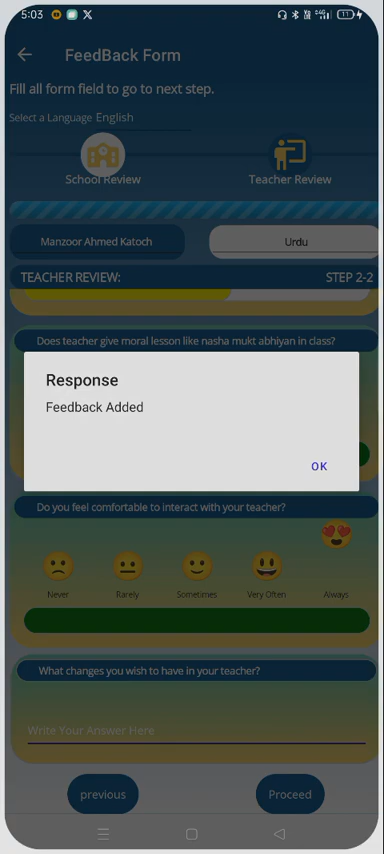 5:03
11
FeedBack Form
Fill all form field to go to next step.
Select a Language English
School Review
Teacher Review
Manzoor Ahmed Katoch
Urdu
TEACHER REVIEW:
STEP 2-2
Does teacher give moral lesson like nasha mukt abhiyan in class?
Response
Feedback Added
OK
Do you feel comfortable to interact with your teacher?
Never
Rarely
Sometimes
Very Often
Always
What changes you wish to have in your teacher?
Write Your Answer Here
previous
Proceed